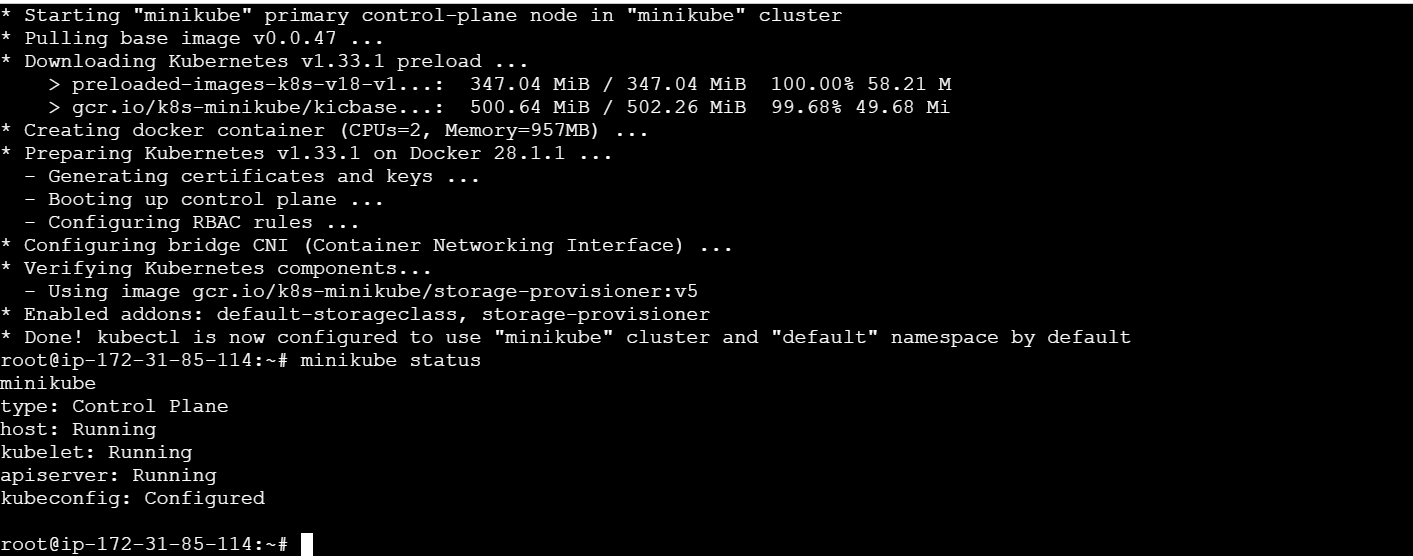 * Starting "minikube" primary control-plane node in "minikube" cluster
* Pulling base image v0.0.47 ...
* Downloading Kubernetes v1.33.1 preload ...
    > preloaded-images-k8s-v18-v1...:  347.04 MiB / 347.04 MiB  100.00% 58.21 M
    > gcr.io/k8s-minikube/kicbase...:  500.64 MiB / 502.26 MiB  99.68% 49.68 Mi
* Creating docker container (CPUs=2, Memory=957MB) ...
* Preparing Kubernetes v1.33.1 on Docker 28.1.1 ...
  - Generating certificates and keys ...
  - Booting up control plane ...
  - Configuring RBAC rules ...
* Configuring bridge CNI (Container Networking Interface) ...
* Verifying Kubernetes components...
  - Using image gcr.io/k8s-minikube/storage-provisioner:v5
* Enabled addons: default-storageclass, storage-provisioner
* Done! kubectl is now configured to use "minikube" cluster and "default" namespace by default
root@ip-172-31-85-114:~# minikube status
minikube
type: Control Plane
host: Running
kubelet: Running
apiserver: Running
kubeconfig: Configured

root@ip-172-31-85-114:~#